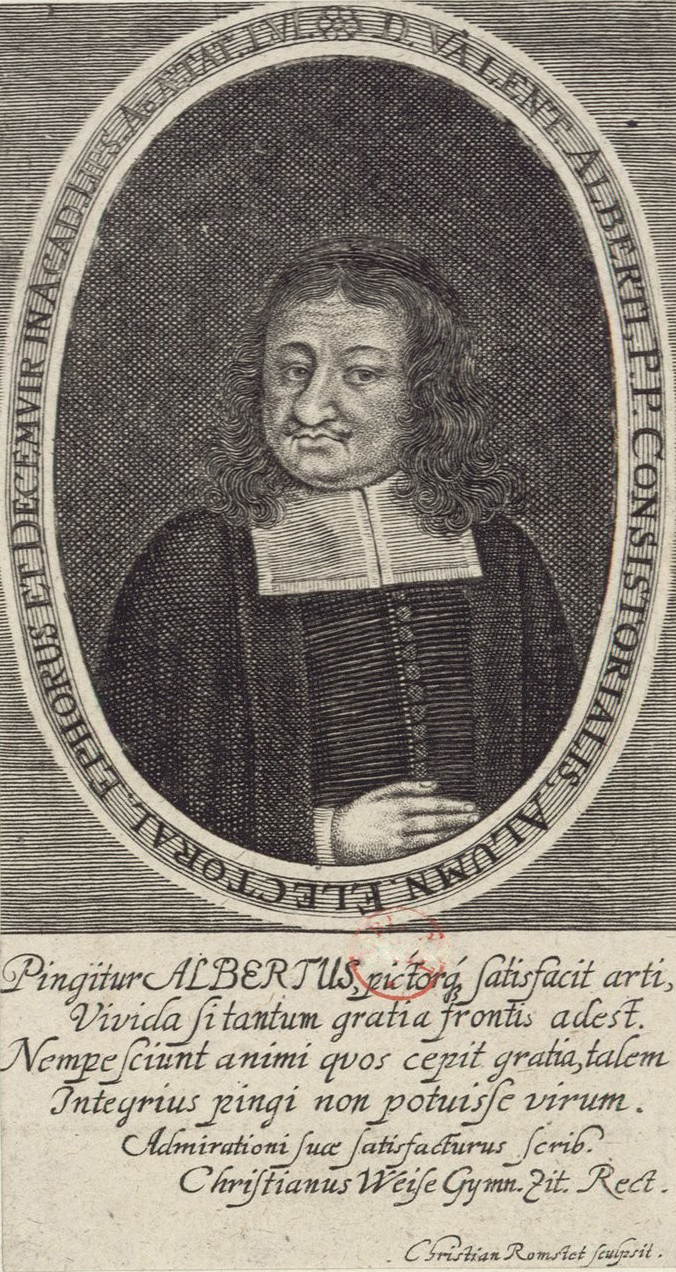 D. VALENT. ALBERTI. P.P. CONSISTORIALIS. ALUMN. ELECTORAL. EPHORUS ET DECEMVIR IN ACAD. LIPS. Aº ÆTAT. LVI.
Pingitur ALBERTUS, pictorq́ꝫ ſatisfacit arti,
Vivida ſi tantum gratia frontis adest.
Nempe ſciunt animi qvos cepit gratia, talem
Integrius pingi non potuiſſe virum.
Admirationi ſuæ ſatisfacturus ſcrib.
Chriſtianus Weiſe Gymn. Zit. Rect.
Christian Romstet ſculpsit.